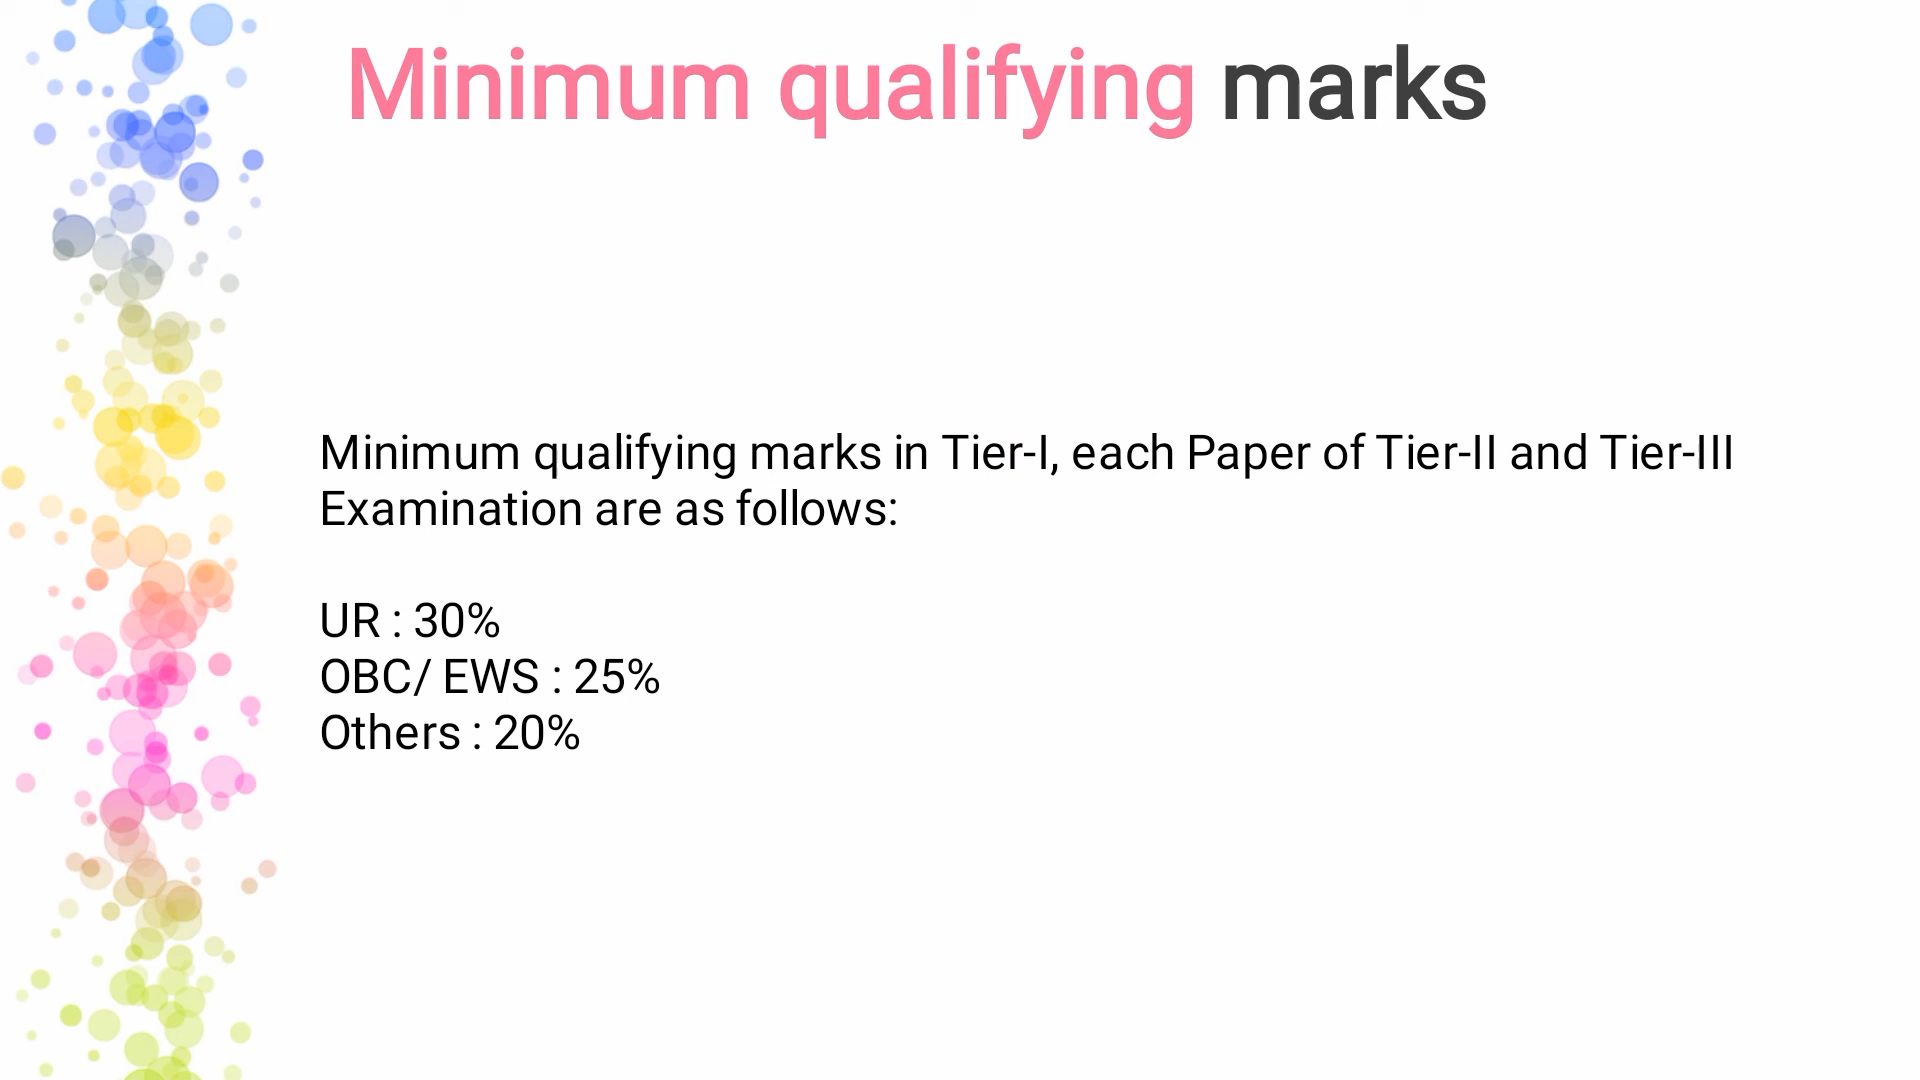 Minimum qualifying marks
Minimum qualifying marks in Tier-I, each Paper of Tier-II and Tier-III
Examination are as follows:
UR : 30%
OBC/ EWS : 25%
Others : 20%